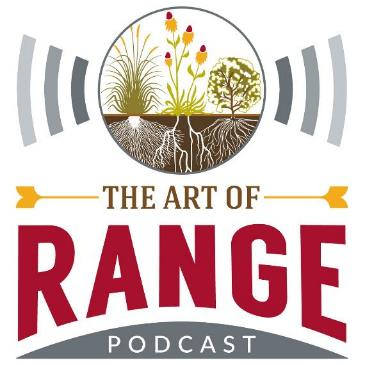 THE ART OF
RANGE
PODCAST